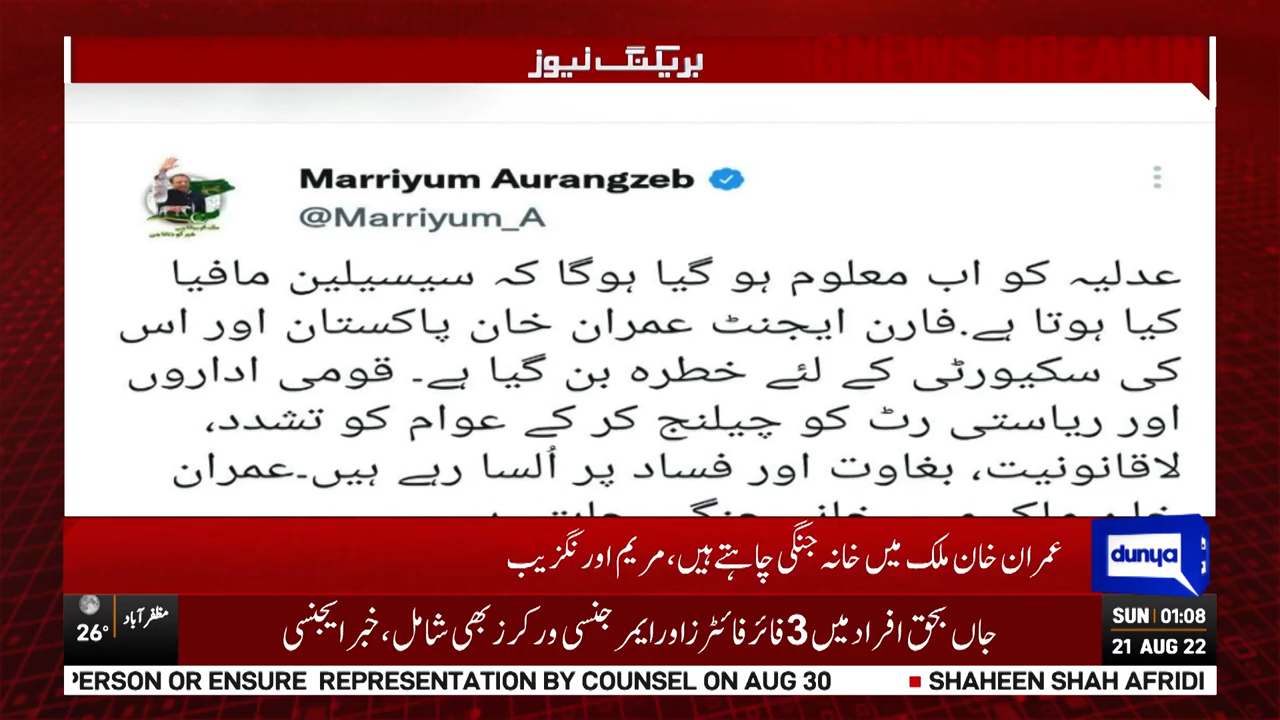 بریکنگ نیوز
Marriyum Aurangzeb
@Marriyum_A
عدلیہ کو اب معلوم ہو گیا ہوگا کہ سیسیلین مافیا
کیا ہوتا ہے.فارن ایجنٹ عمران خان پاکستان اور اس
کی سکیورٹی کے لئے خطرہ بن گیا ہے۔ قومی اداروں
اور ریاستی رٹ کو چیلنج کر کے عوام کو تشدد،
لاقانونیت، بغاوت اور فساد پر اُلسا رہے ہیں۔عمران
عمران خان ملک میں خانہ جنگی چاہتے ہیں، مریم اورنگزیب
dunya
مظفر آباد
26°
جاں بحق افراد میں 3 فائر فائٹرز اور ایمر جنسی ورکرز بھی شامل، خبر ایجنسی
SUN 01:08
21 AUG 22
PERSON OR ENSURE REPRESENTATION BY COUNSEL ON AUG 30
SHAHEEN SHAH AFRIDI